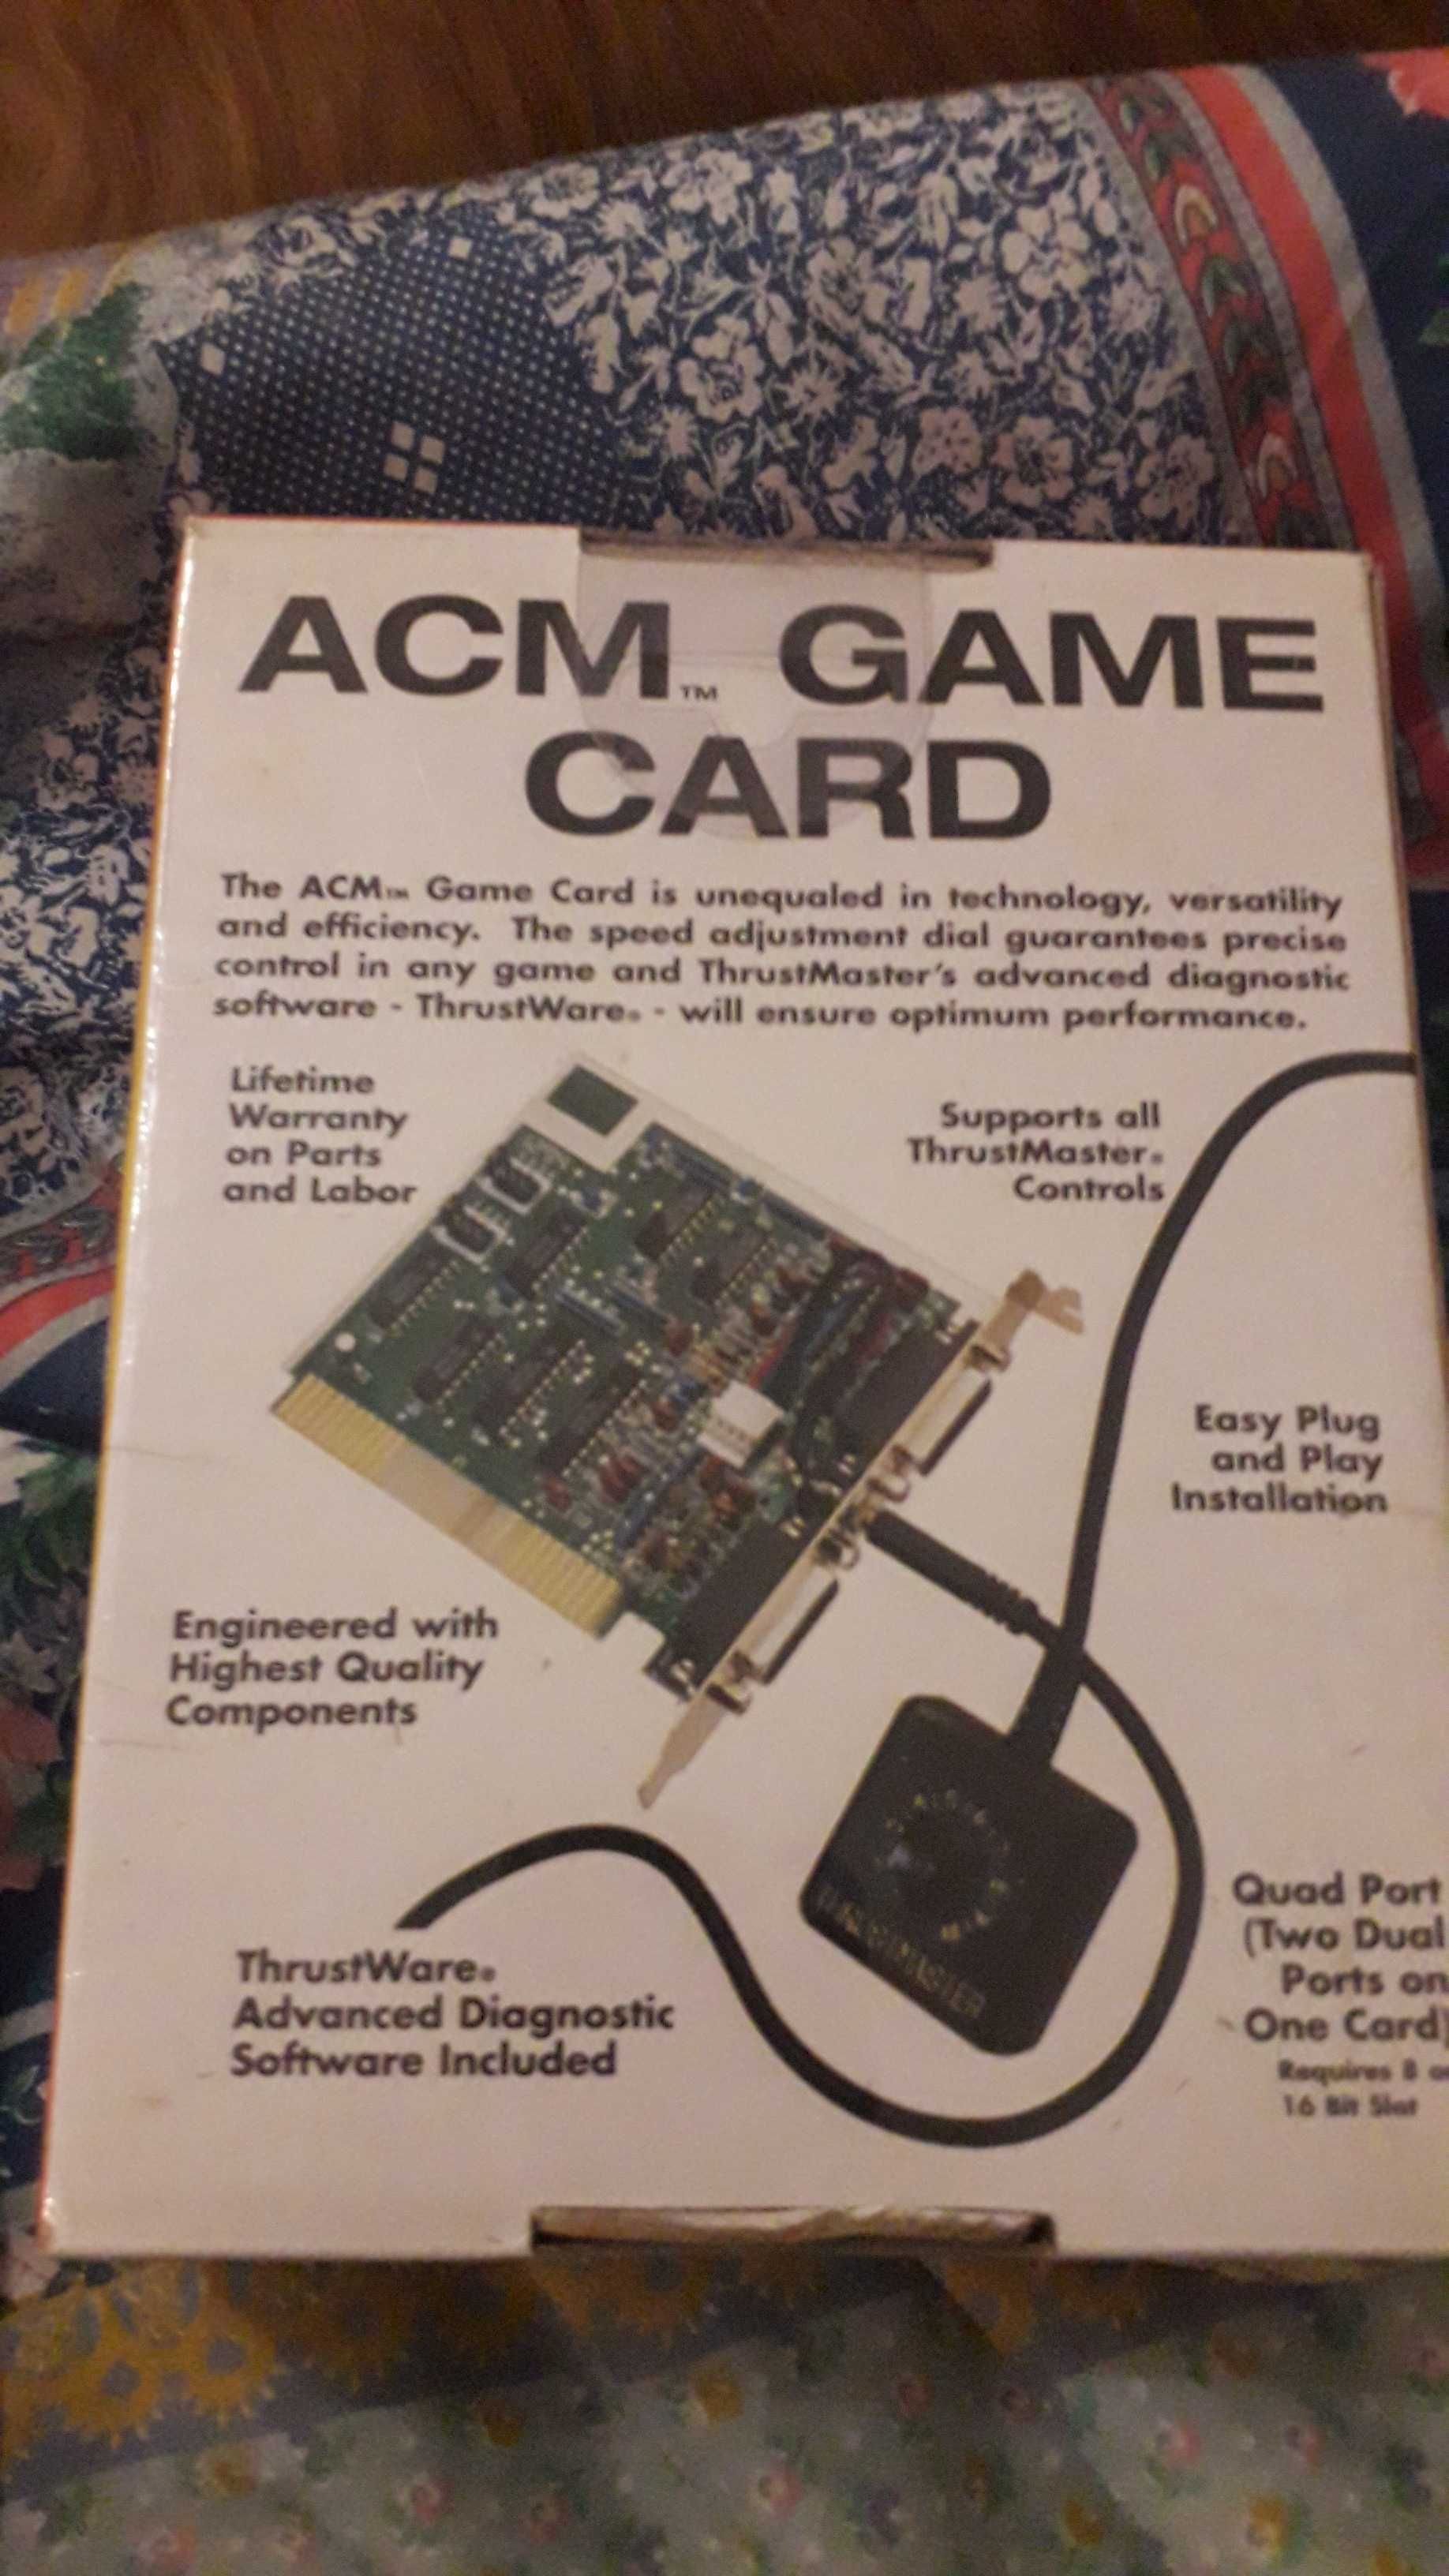 ACM™ GAME
CARD
The ACM™ Game Card is unequaled in technology, versatility
and efficiency. The speed adjustment dial guarantees precise
control in any game and ThrustMaster's advanced diagnostic
software - ThrustWare® - will ensure optimum performance.
Lifetime
Warranty
on Parts
and Labor
Supports all
ThrustMaster®
Controls
Easy Plug
and Play
Installation
Engineered with
Highest Quality
Components
THRUSTMASTER
ThrustWare®
Advanced Diagnostic
Software Included
Quad Port
(Two Dual
Ports on
One Card)
Requires 8 or
16 Bit Slot